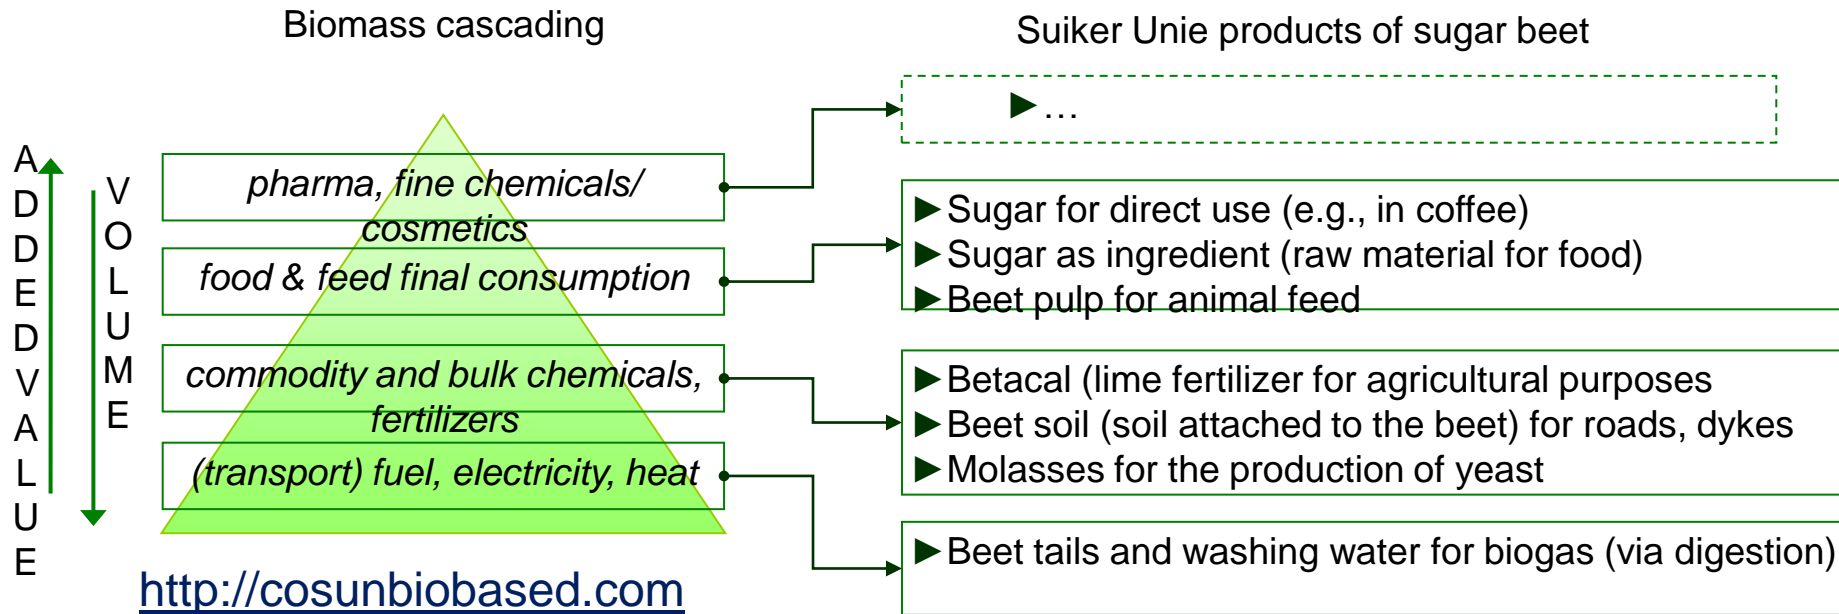 Biomass cascading
Suiker Unie products of sugar beet
ADDED VALUE
VOLUME
pharma, fine chemicals/
cosmetics
food & feed final consumption
commodity and bulk chemicals,
fertilizers
(transport) fuel, electricity, heat
http://cosunbiobased.com
►…
►Sugar for direct use (e.g., in coffee)
►Sugar as ingredient (raw material for food)
►Beet pulp for animal feed
►Betacal (lime fertilizer for agricultural purposes
►Beet soil (soil attached to the beet) for roads, dykes
►Molasses for the production of yeast
►Beet tails and washing water for biogas (via digestion)